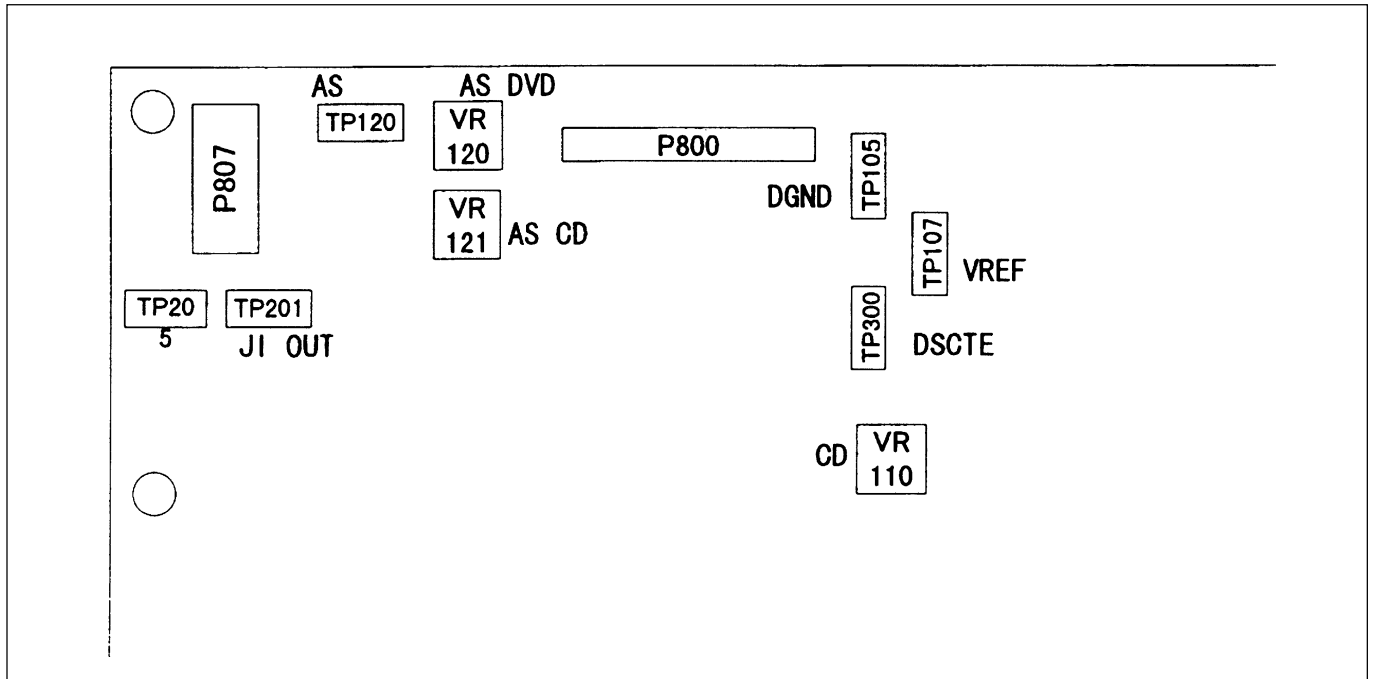 AS
AS DVD
TP120
VR
120
P807
P800
TP105
DGND
VR
121
AS CD
TP107
VREF
TP20
5
TP201
JI OUT
TP300
DSCTE
CD
VR
110